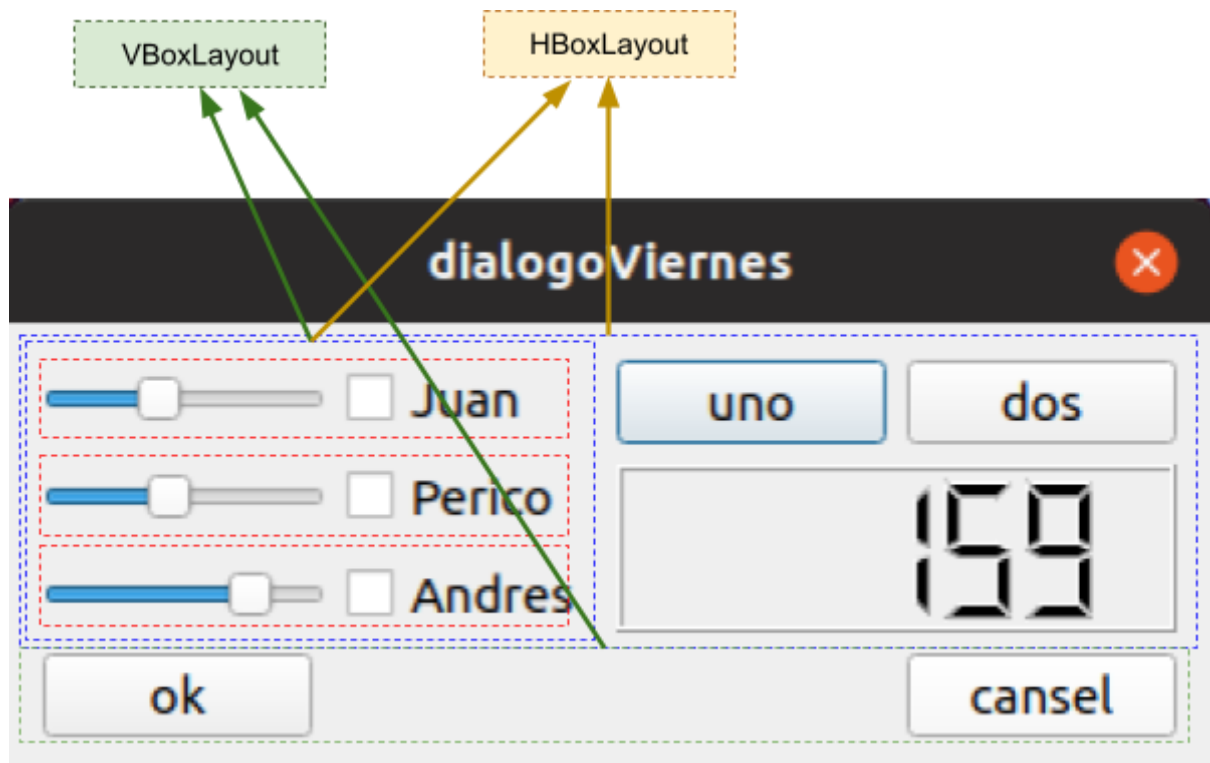 VBoxLayout
HBoxLayout
dialogoViernes
Juan
uno
dos
Perico
159
Andres
ok
cansel